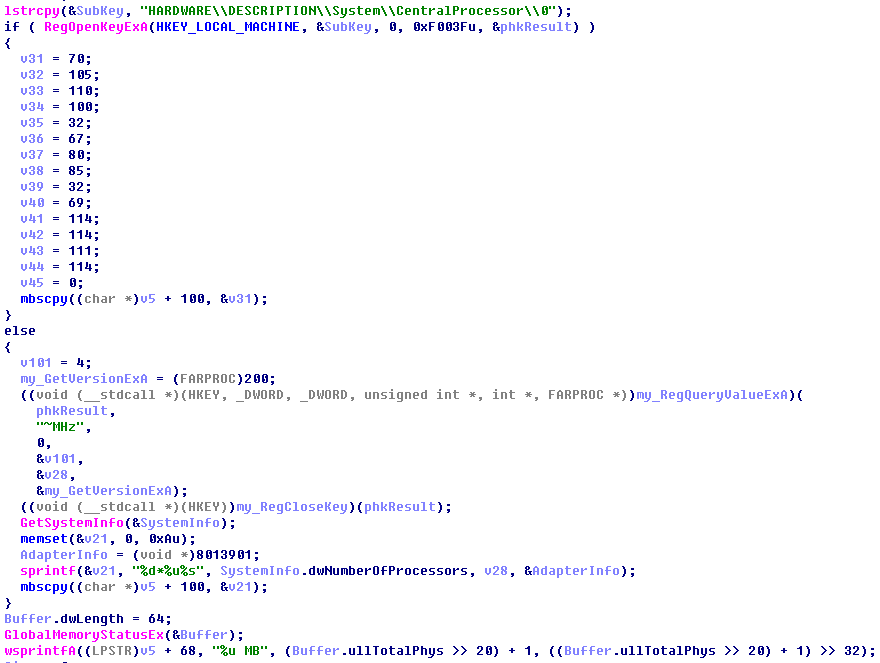 lstrcpy(&SubKey, "HARDWARE\\DESCRIPTION\\System\\CentralProcessor\\0");
if ( RegOpenKeyExA(HKEY_LOCAL_MACHINE, &SubKey, 0, 0xF003Fu, &phkResult) )
{
v31 = 70;
v32 = 105;
v33 = 110;
v34 = 100;
v35 = 32;
v36 = 67;
v37 = 80;
v38 = 85;
v39 = 32;
v40 = 69;
v41 = 114;
v42 = 114;
v43 = 111;
v44 = 114;
v45 = 0;
mbscpy((char *)v5 + 100, &v31);
}
else
{
v101 = 4;
my_GetVersionExA = (FARPROC)200;
((void (__stdcall *)(HKEY, _DWORD, _DWORD, unsigned int *, int *, FARPROC *))my_RegQueryValueExA)(
phkResult,
"~MHz",
0,
&v101,
&v28,
&my_GetVersionExA);
((void (__stdcall *)(HKEY))my_RegCloseKey)(phkResult);
GetSystemInfo(&SystemInfo);
memset(&v21, 0, 0xAu);
AdapterInfo = (void *)8013901;
sprintf(&v21, "%d*%u%s", SystemInfo.dwNumberOfProcessors, v28, &AdapterInfo);
mbscpy((char *)v5 + 100, &v21);
}
Buffer.dwLength = 64;
GlobalMemoryStatusEx(&Buffer);
wsprintfA((LPSTR)v5 + 68, "%u MB", (Buffer.ullTotalPhys >> 20) + 1, ((Buffer.ullTotalPhys >> 20) + 1) >> 32);